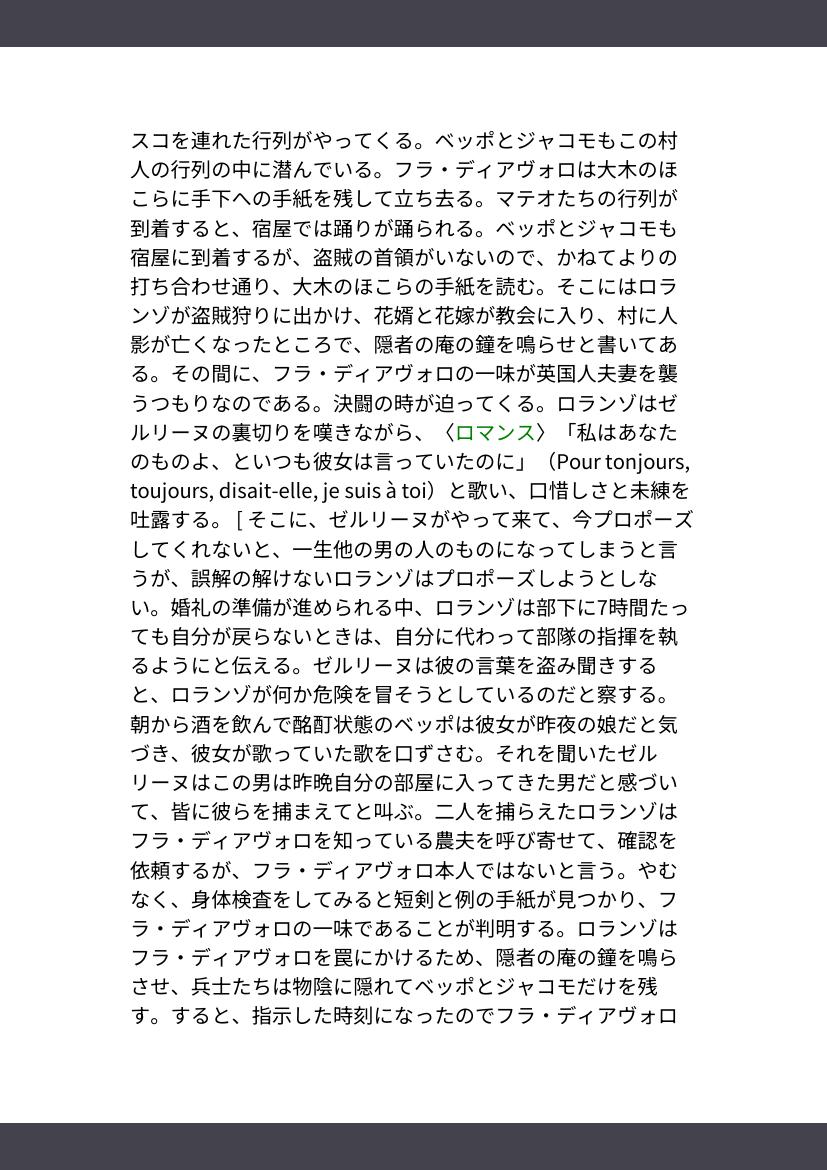 スコを連れた行列がやってくる。ベッポとジャコモもこの村
人の行列の中に潜んでいる。フラ・ディアヴォロは大木のほ
こらに手下への手紙を残して立ち去る。マテオたちの行列が
到着すると、宿屋では踊りが踊られる。ベッポとジャコモも
宿屋に到着するが、盗賊の首領がいないので、かねてよりの
打ち合わせ通り、大木のほこらの手紙を読む。そこにはロラ
ンゾが盗賊狩りに出かけ、花婿と花嫁が教会に入り、村に人
影が亡くなったところで、隠者の庵の鐘を鳴らせと書いてあ
る。その間に、フラ・ディアヴォロの一味が英国人夫妻を襲
うつもりなのである。決闘の時が迫ってくる。ロランゾはゼ
ルリーヌの裏切りを嘆きながら、〈ロマンス〉「私はあなた
のものよ、といつも彼女は言っていたのに」（Pour tonjours,
toujours, disait-elle, je suis à toi）と歌い、口惜しさと未練を
吐露する。 [ そこに、ゼルリーヌがやって来て、今プロポーズ
してくれないと、一生他の男の人のものになってしまうと言
うが、誤解の解けないロランゾはプロポーズしようとしな
い。婚礼の準備が進められる中、ロランゾは部下に7時間たっ
ても自分が戻らないときは、自分に代わって部隊の指揮を執
るようにと伝える。ゼルリーヌは彼の言葉を盗み聞きする
と、ロランゾが何か危険を冒そうとしているのだと察する。
朝から酒を飲んで酩酊状態のベッポは彼女が昨夜の娘だと気
づき、彼女が歌っていた歌を口ずさむ。それを聞いたゼル
リーヌはこの男は昨晩自分の部屋に入ってきた男だと感づい
て、皆に彼らを捕まえてと叫ぶ。二人を捕らえたロランゾは
フラ・ディアヴォロを知っている農夫を呼び寄せて、確認を
依頼するが、フラ・ディアヴォロ本人ではないと言う。やむ
なく、身体検査をしてみると短剣と例の手紙が見つかり、フ
ラ・ディアヴォロの一味であることが判明する。ロランゾは
フラ・ディアヴォロを罠にかけるため、隠者の庵の鐘を鳴ら
させ、兵士たちは物陰に隠れてベッポとジャコモだけを残
す。すると、指示した時刻になったのでフラ・ディアヴォロ